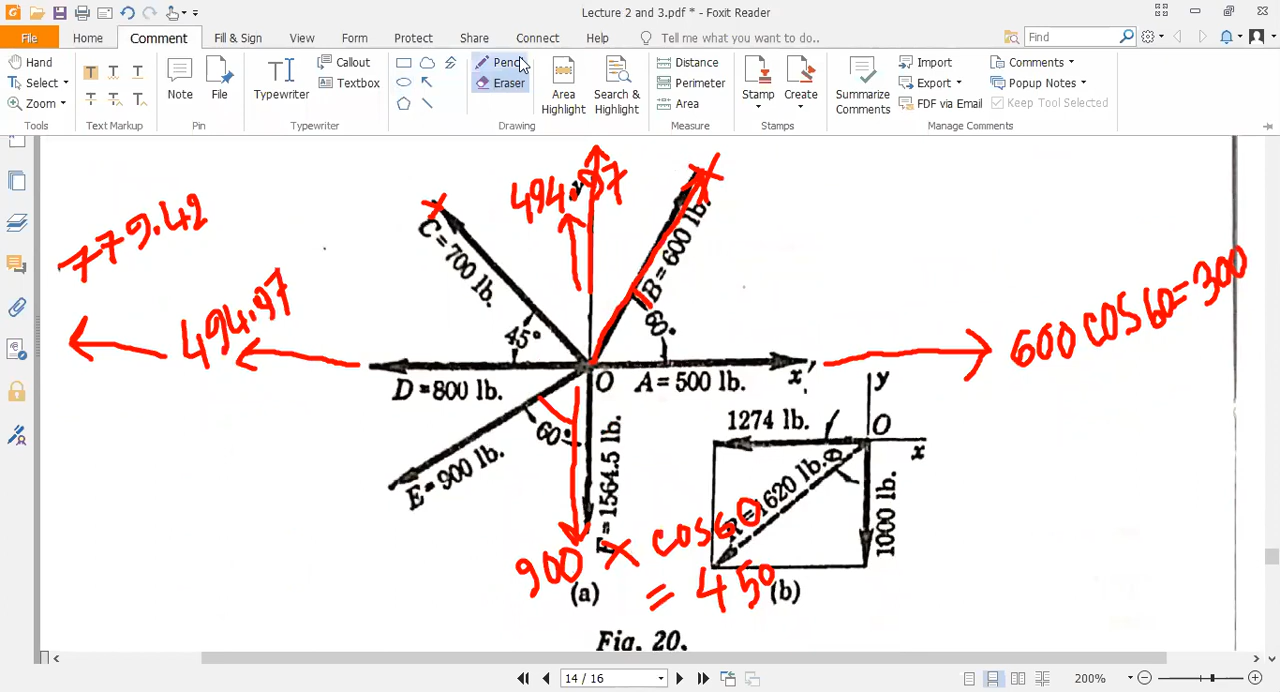 Lecture 2 and 3.pdf * - Foxit Reader
File Home Comment Fill & Sign View Form Protect Share Connect Help Tell me what you want to do.. Find
Hand
Select
Zoom
Tools
T T T
T T T
Text Markup
Note
File
Pin
Typewriter
Callout
Textbox
Typewriter
Pencil
Eraser
Area Highlight
Search & Highlight
Drawing
Distance
Perimeter
Area
Measure
Stamp
Create
Stamps
Summarize Comments
Import
Export
FDF via Email
Comments
Popup Notes
Keep Tool Selected
Manage Comments
779.42
494.97
494.97
y
C = 700 lb.
45°
B = 600 lb.
60°
600 cos 60 = 300
D = 800 lb.
O
A = 500 lb.
x
E = 900 lb.
60°
F = 1564.5 lb.
900 x cos 60
= 450
(a)
y
1274 lb.
O
x
θ
R = 1620 lb.
1000 lb.
(b)
Fig. 20.
14 / 16
200%